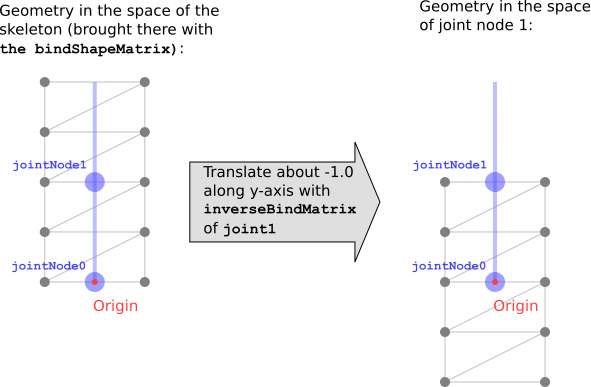 Geometry in the space of the
skeleton (brought there with
the bindShapeMatrix):
Geometry in the space
of joint node 1:
jointNode1
jointNode0
Origin
Translate about -1.0
along y-axis with
inverseBindMatrix
of joint1
jointNode1
jointNode0
Origin